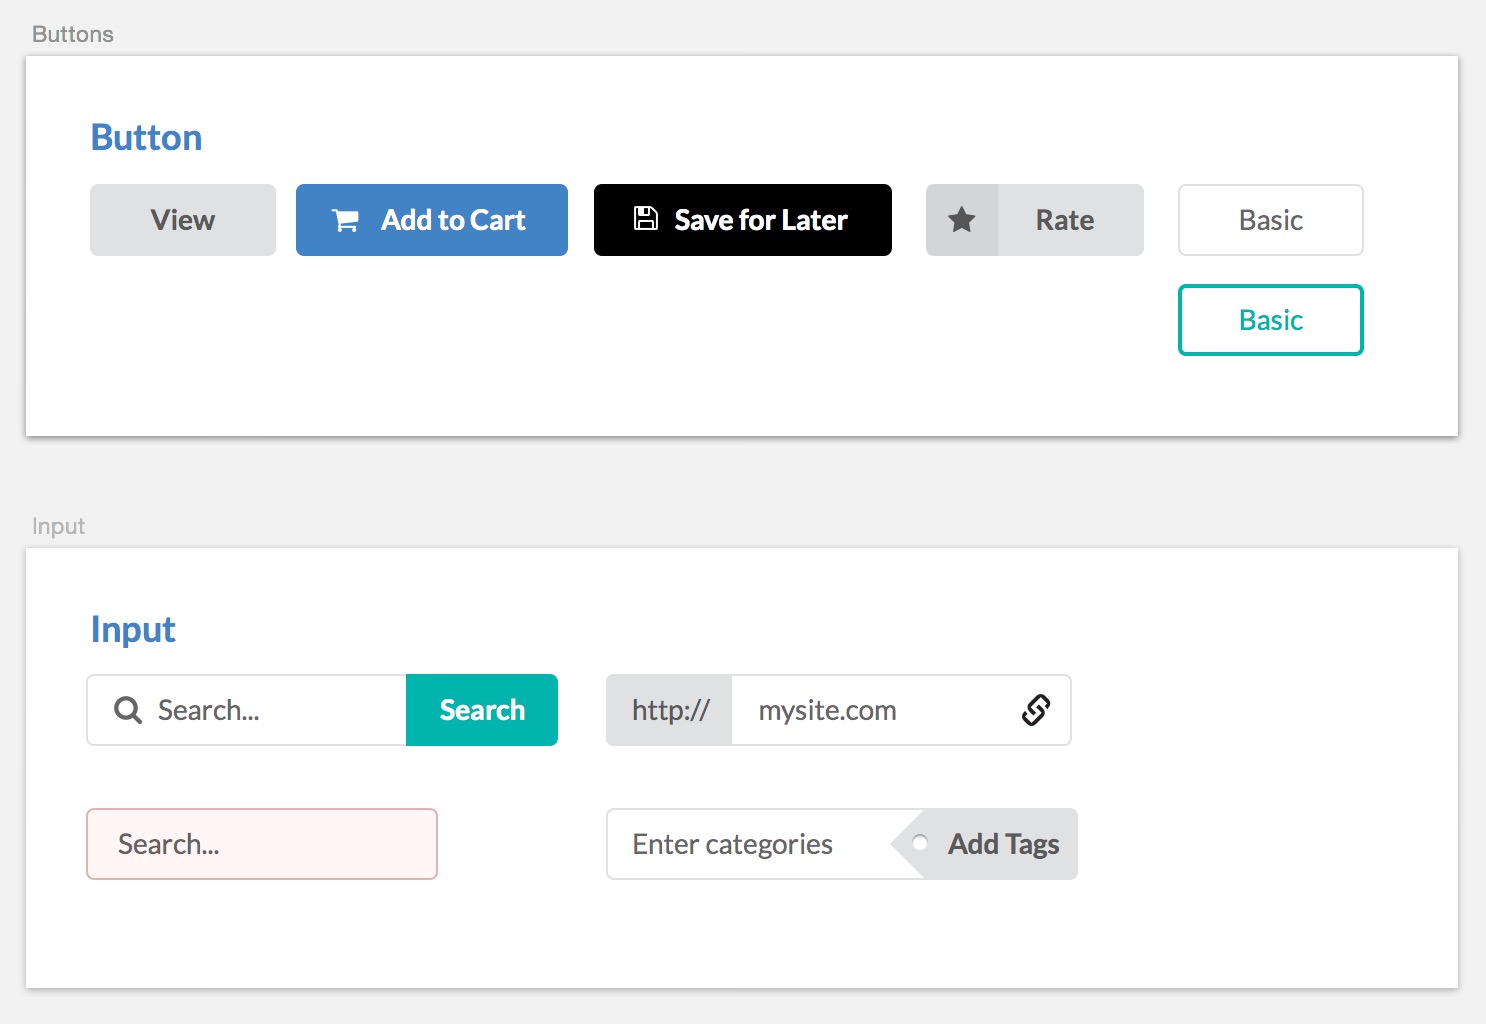 Buttons
Button
View
Add to Cart
Save for Later
Rate
Basic
Basic
Input
Input
Search...
Search
http://
mysite.com
Search...
Enter categories
Add Tags